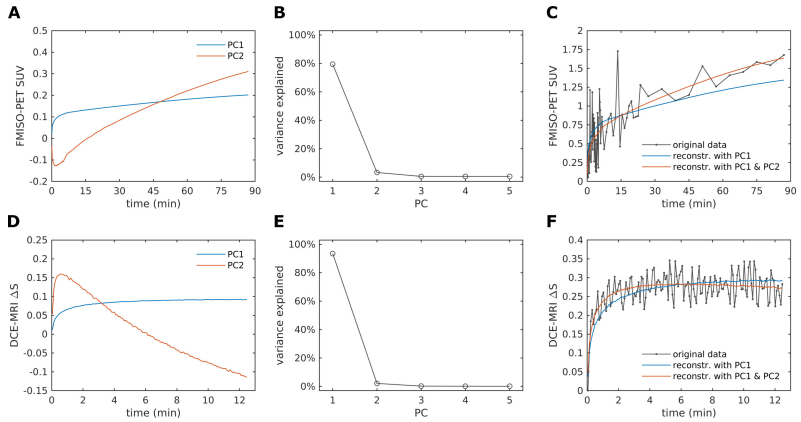 A
FMISO-PET SUV
0.5
0.4
0.3
0.2
0.1
0
-0.1
-0.2
0 15 30 45 60 75 90
time (min)
PC1
PC2
B
variance explained
100%
80%
60%
40%
20%
0%
1 2 3 4 5
PC
C
FMISO-PET SUV
2
1.75
1.5
1.25
1
0.75
0.5
0.25
0
0 15 30 45 60 75 90
time (min)
original data
reconstr. with PC1
reconstr. with PC1 & PC2
D
DCE-MRI ΔS
0.25
0.2
0.15
0.1
0.05
0
-0.05
-0.1
-0.15
0 2 4 6 8 10 12
time (min)
PC1
PC2
E
variance explained
100%
80%
60%
40%
20%
0%
1 2 3 4 5
PC
F
DCE-MRI ΔS
0.4
0.35
0.3
0.25
0.2
0.15
0.1
0.05
0
0 2 4 6 8 10 12
time (min)
original data
reconstr. with PC1
reconstr. with PC1 & PC2